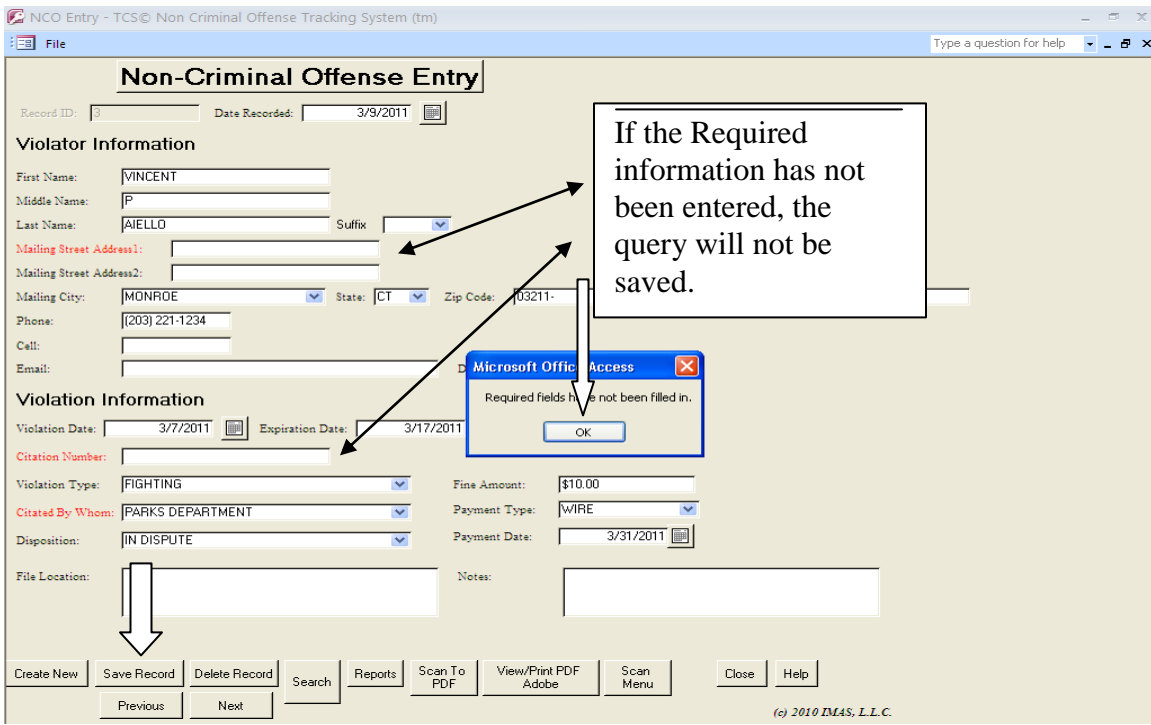 NCO Entry - TCS© Non Criminal Offense Tracking System (tm)
File
Type a question for help
Non-Criminal Offense Entry
Record ID: 3
Date Recorded: 3/9/2011
If the Required
information has not
been entered, the
query will not be
saved.
Violator Information
First Name: VINCENT
Middle Name: P
Last Name: AIELLO
Suffix
Mailing Street Address1:
Mailing Street Address2:
Mailing City: MONROE
State: CT
Zip Code: 03211-
Phone: (203) 221-1234
Cell:
Email:
D
Microsoft Office Access
Required fields not been filled in.
OK
Violation Information
Violation Date: 3/7/2011
Expiration Date: 3/17/2011
Citation Number:
Violation Type: FIGHTING
Fine Amount: $10.00
Citated By Whom: PARKS DEPARTMENT
Payment Type: WIRE
Disposition: IN DISPUTE
Payment Date: 3/31/2011
File Location:
Notes:
Create New
Save Record
Delete Record
Search
Reports
Scan To
PDF
View/Print PDF
Adobe
Scan
Menu
Close
Help
Previous
Next
(c) 2010 IMAS, L.L.C.